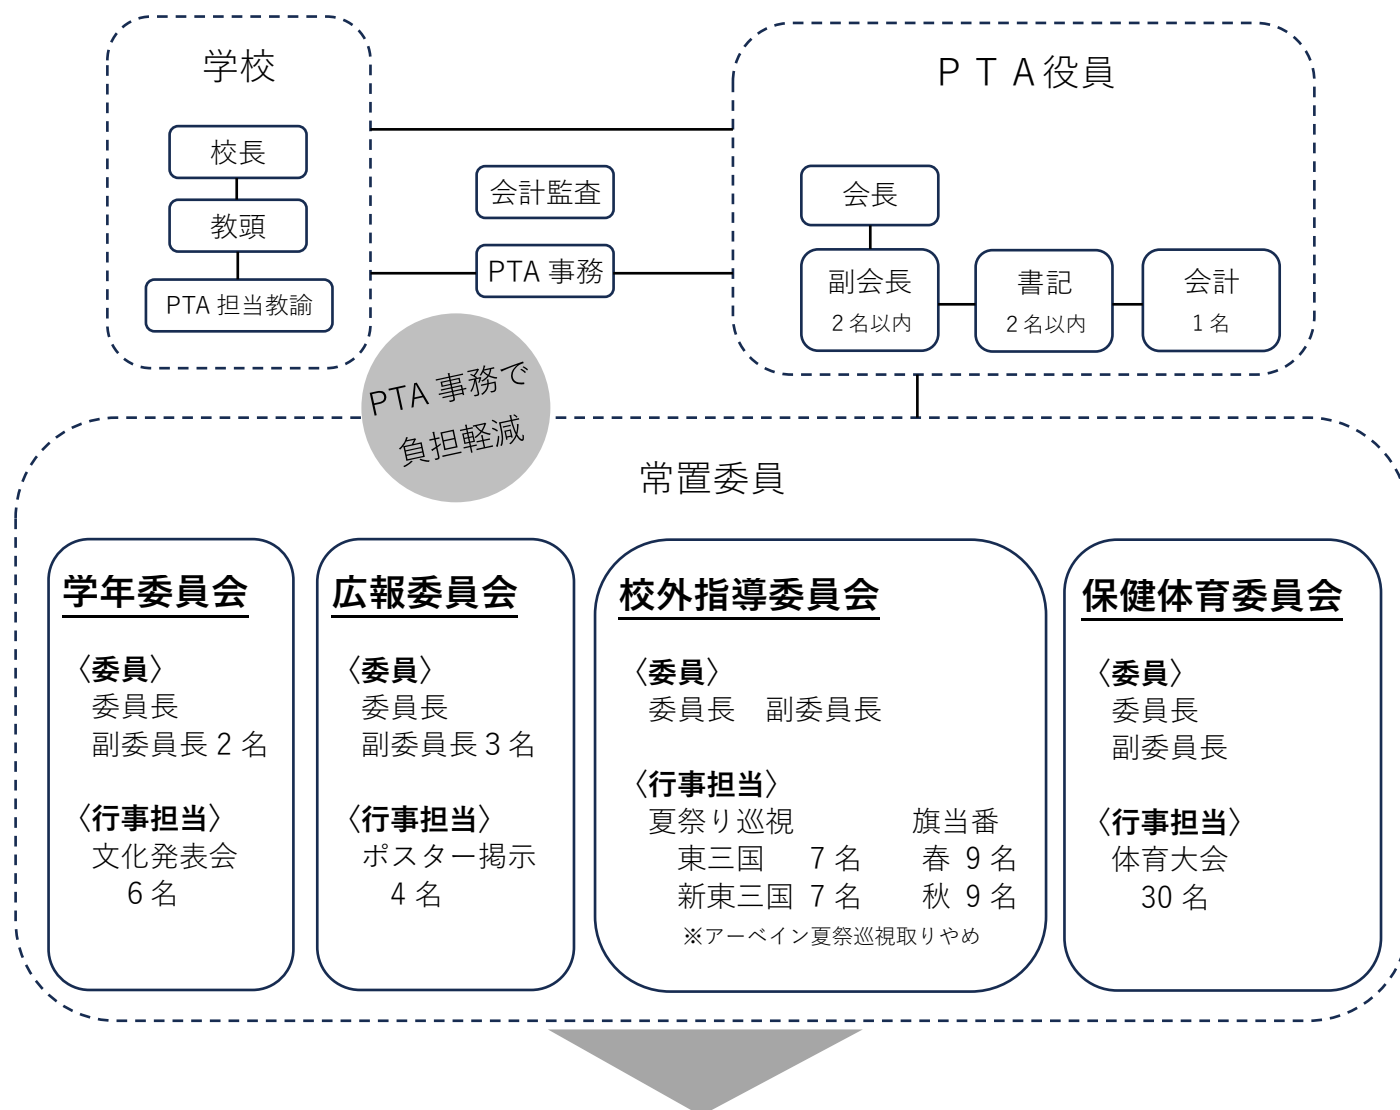 学校
校長
教頭
PTA 担当教諭
会計監査
PTA 事務
ＰＴＡ役員
会長
副会長
2 名以内
書記
2 名以内
会計
1 名
PTA 事務で
負担軽減
常置委員
学年委員会
〈委員〉
委員長
副委員長 2 名
〈行事担当〉
文化発表会
6 名
広報委員会
〈委員〉
委員長
副委員長 3 名
〈行事担当〉
ポスター掲示
4 名
校外指導委員会
〈委員〉
委員長　副委員長
〈行事担当〉
夏祭り巡視　旗当番
東三国　7 名　春 9 名
新東三国 7 名　秋 9 名
※アーベイン夏祭巡視取りやめ
保健体育委員会
〈委員〉
委員長
副委員長
〈行事担当〉
体育大会
30 名